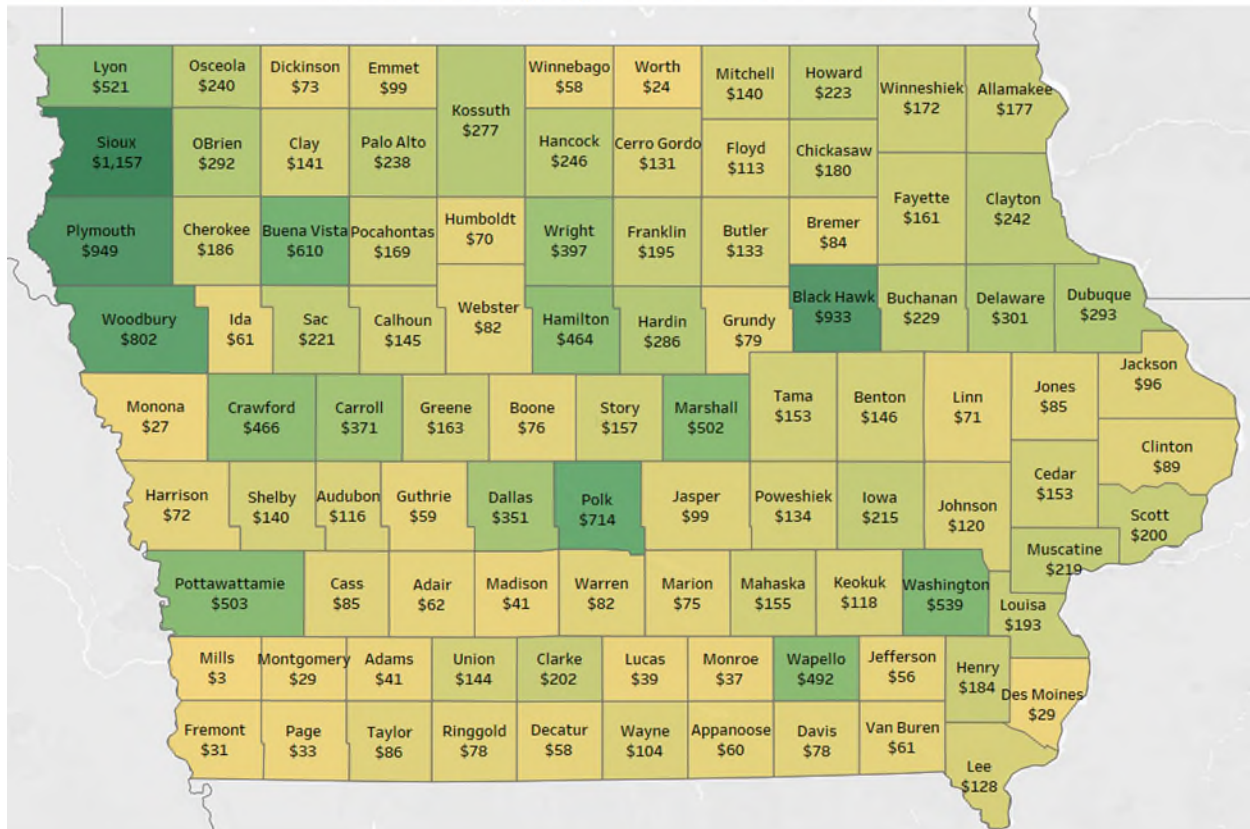 Lyon
$521
Osceola
$240
Dickinson
$73
Emmet
$99
Kossuth
$277
Winnebago
$58
Worth
$24
Mitchell
$140
Howard
$223
Winneshiek
$172
Allamakee
$177
Sioux
$1,157
OBrien
$292
Clay
$141
Palo Alto
$238
Hancock
$246
Cerro Gordo
$131
Floyd
$113
Chickasaw
$180
Fayette
$161
Clayton
$242
Plymouth
$949
Cherokee
$186
Buena Vista
$610
Pocahontas
$169
Humboldt
$70
Wright
$397
Franklin
$195
Butler
$133
Bremer
$84
Woodbury
$802
Ida
$61
Sac
$221
Calhoun
$145
Webster
$82
Hamilton
$464
Hardin
$286
Grundy
$79
Black Hawk
$933
Buchanan
$229
Delaware
$301
Dubuque
$293
Monona
$27
Crawford
$466
Carroll
$371
Greene
$163
Boone
$76
Story
$157
Marshall
$502
Tama
$153
Benton
$146
Linn
$71
Jones
$85
Jackson
$96
Clinton
$89
Harrison
$72
Shelby
$140
Audubon
$116
Guthrie
$59
Dallas
$351
Polk
$714
Jasper
$99
Poweshiek
$134
Iowa
$215
Johnson
$120
Cedar
$153
Scott
$200
Muscatine
$219
Pottawattamie
$503
Cass
$85
Adair
$62
Madison
$41
Warren
$82
Marion
$75
Mahaska
$155
Keokuk
$118
Washington
$539
Louisa
$193
Mills
$3
Montgomery
$29
Adams
$41
Union
$144
Clarke
$202
Lucas
$39
Monroe
$37
Wapello
$492
Jefferson
$56
Henry
$184
Des Moines
$29
Fremont
$31
Page
$33
Taylor
$86
Ringgold
$78
Decatur
$58
Wayne
$104
Appanoose
$60
Davis
$78
Van Buren
$61
Lee
$128